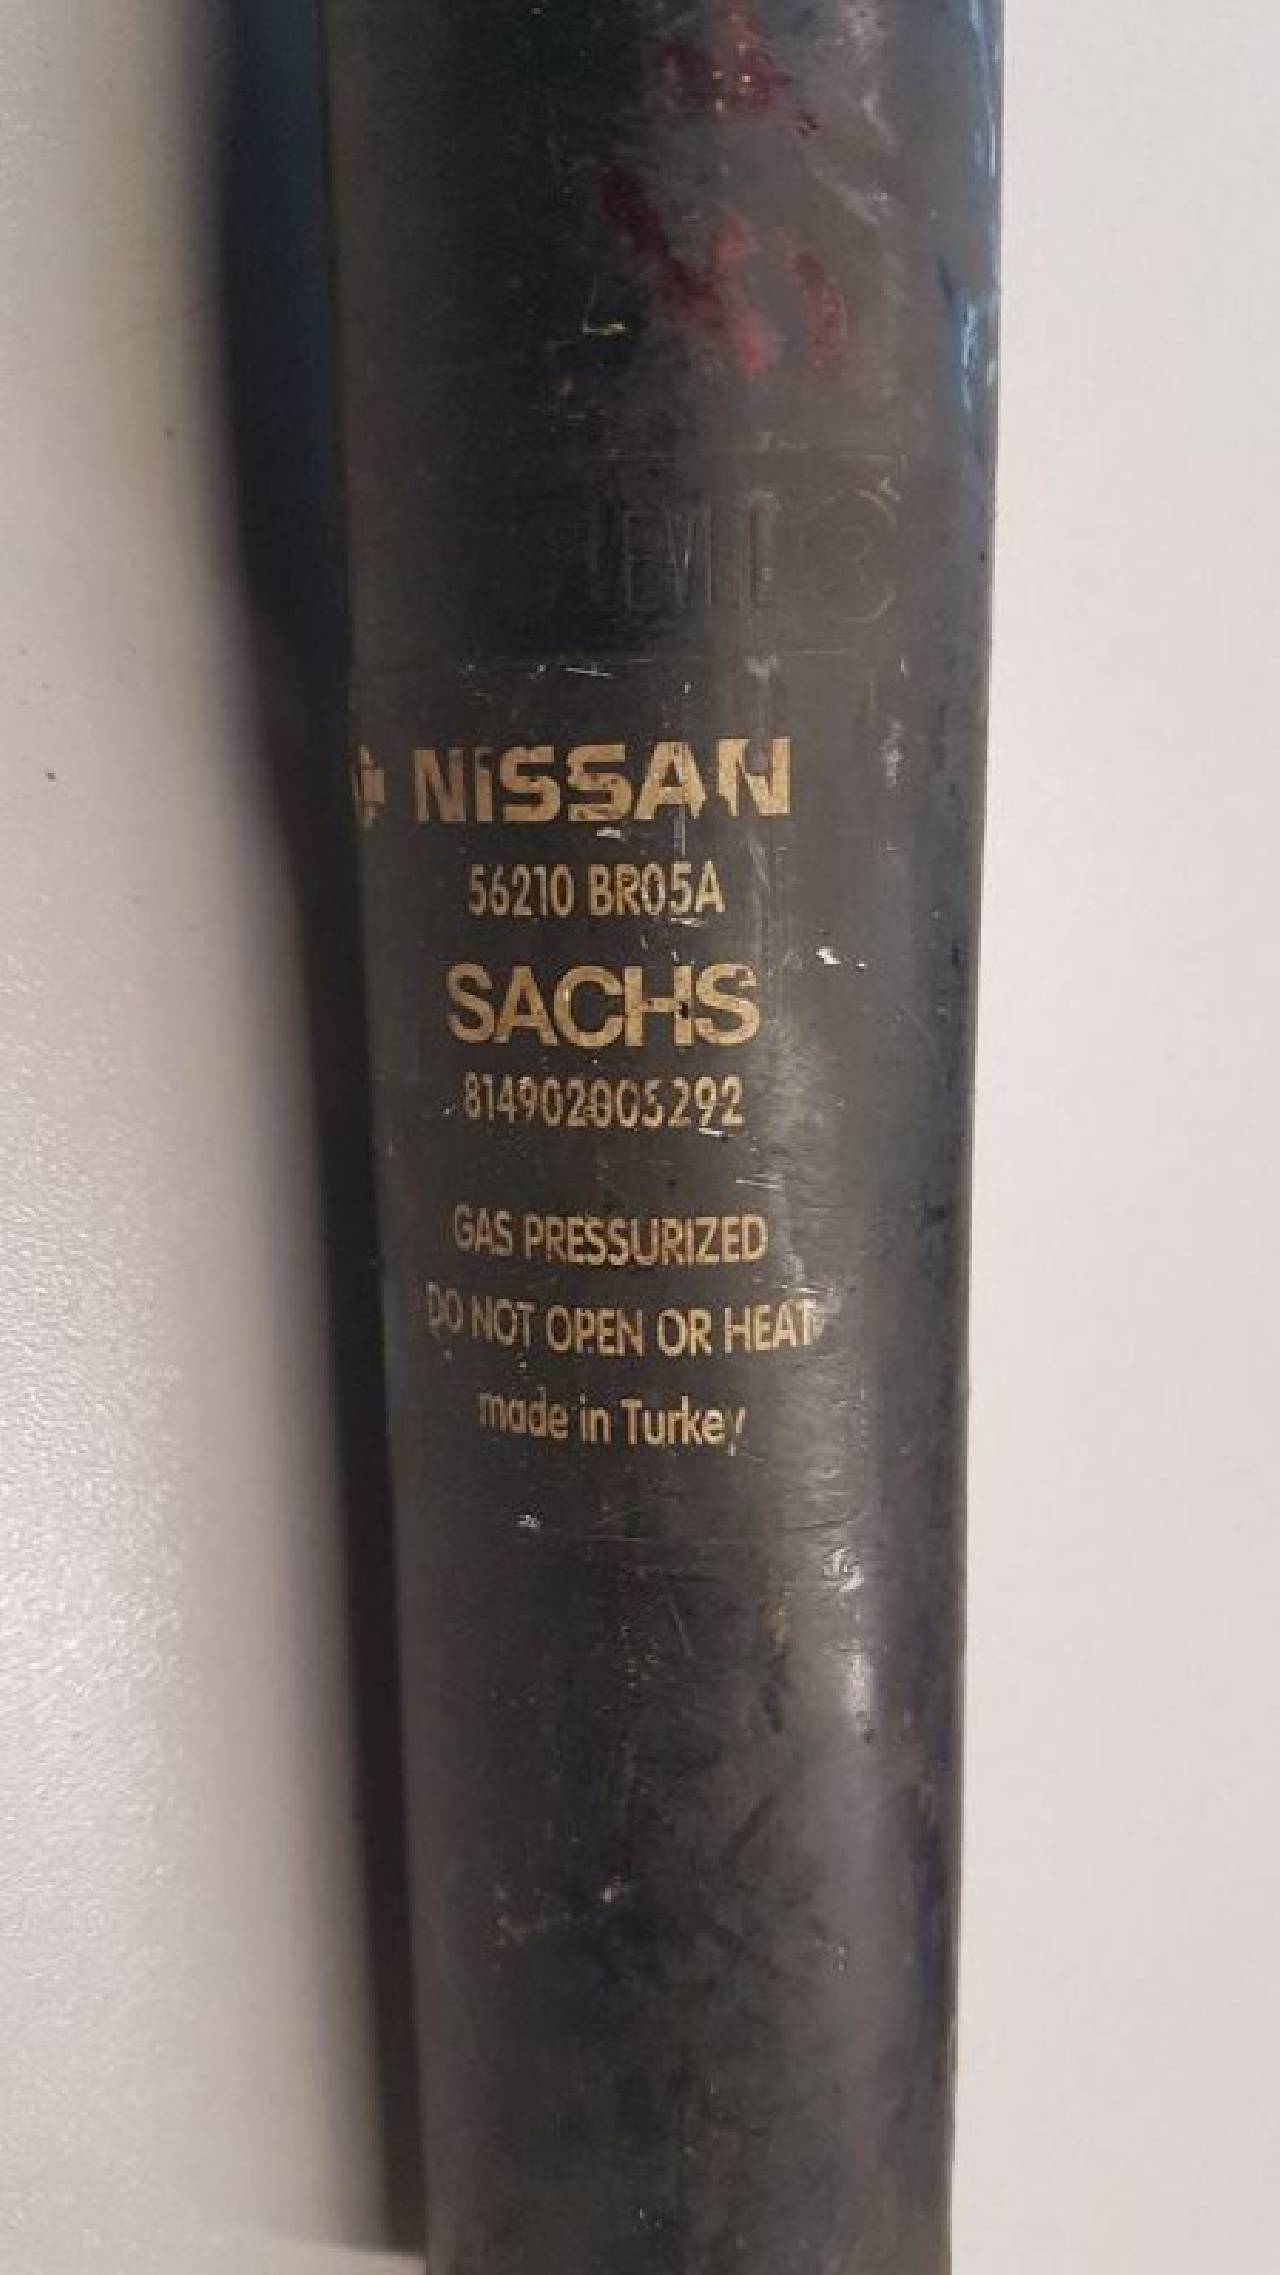 NISSAN
56210 BR05A
SACHS
814902005292
GAS PRESSURIZED
DO NOT OPEN OR HEAT
made in Turkey